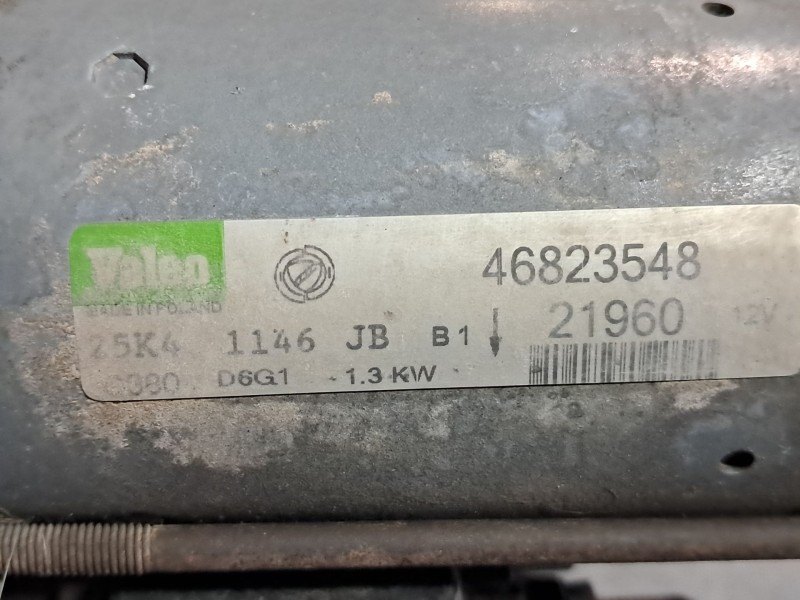 Valeo
MADE IN POLAND
46823548
25K4 1146 JB B1 21960 12V
D6G1 1.3 KW